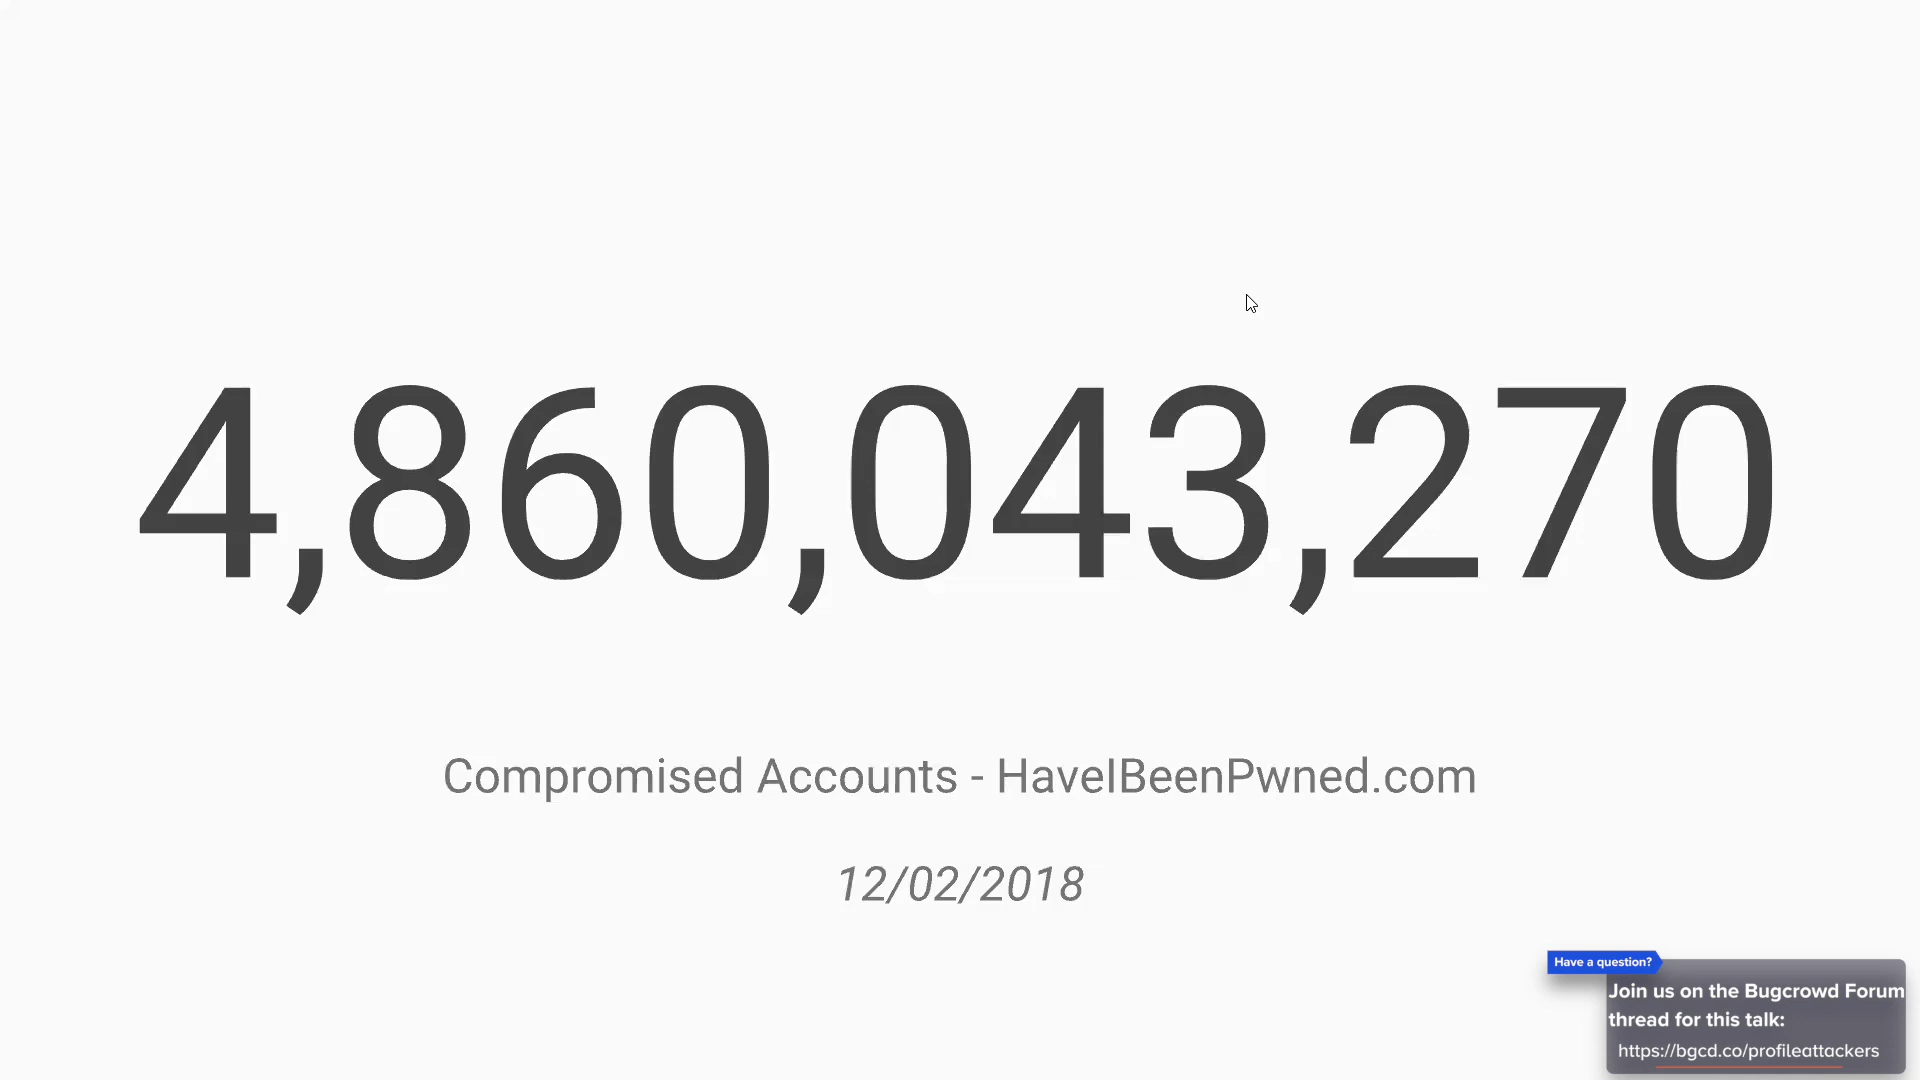 4,860,043,270
Compromised Accounts - HaveIBeenPwned.com
12/02/2018
Have a question?
Join us on the Bugcrowd Forum
thread for this talk:
https://bgcd.co/profileattackers